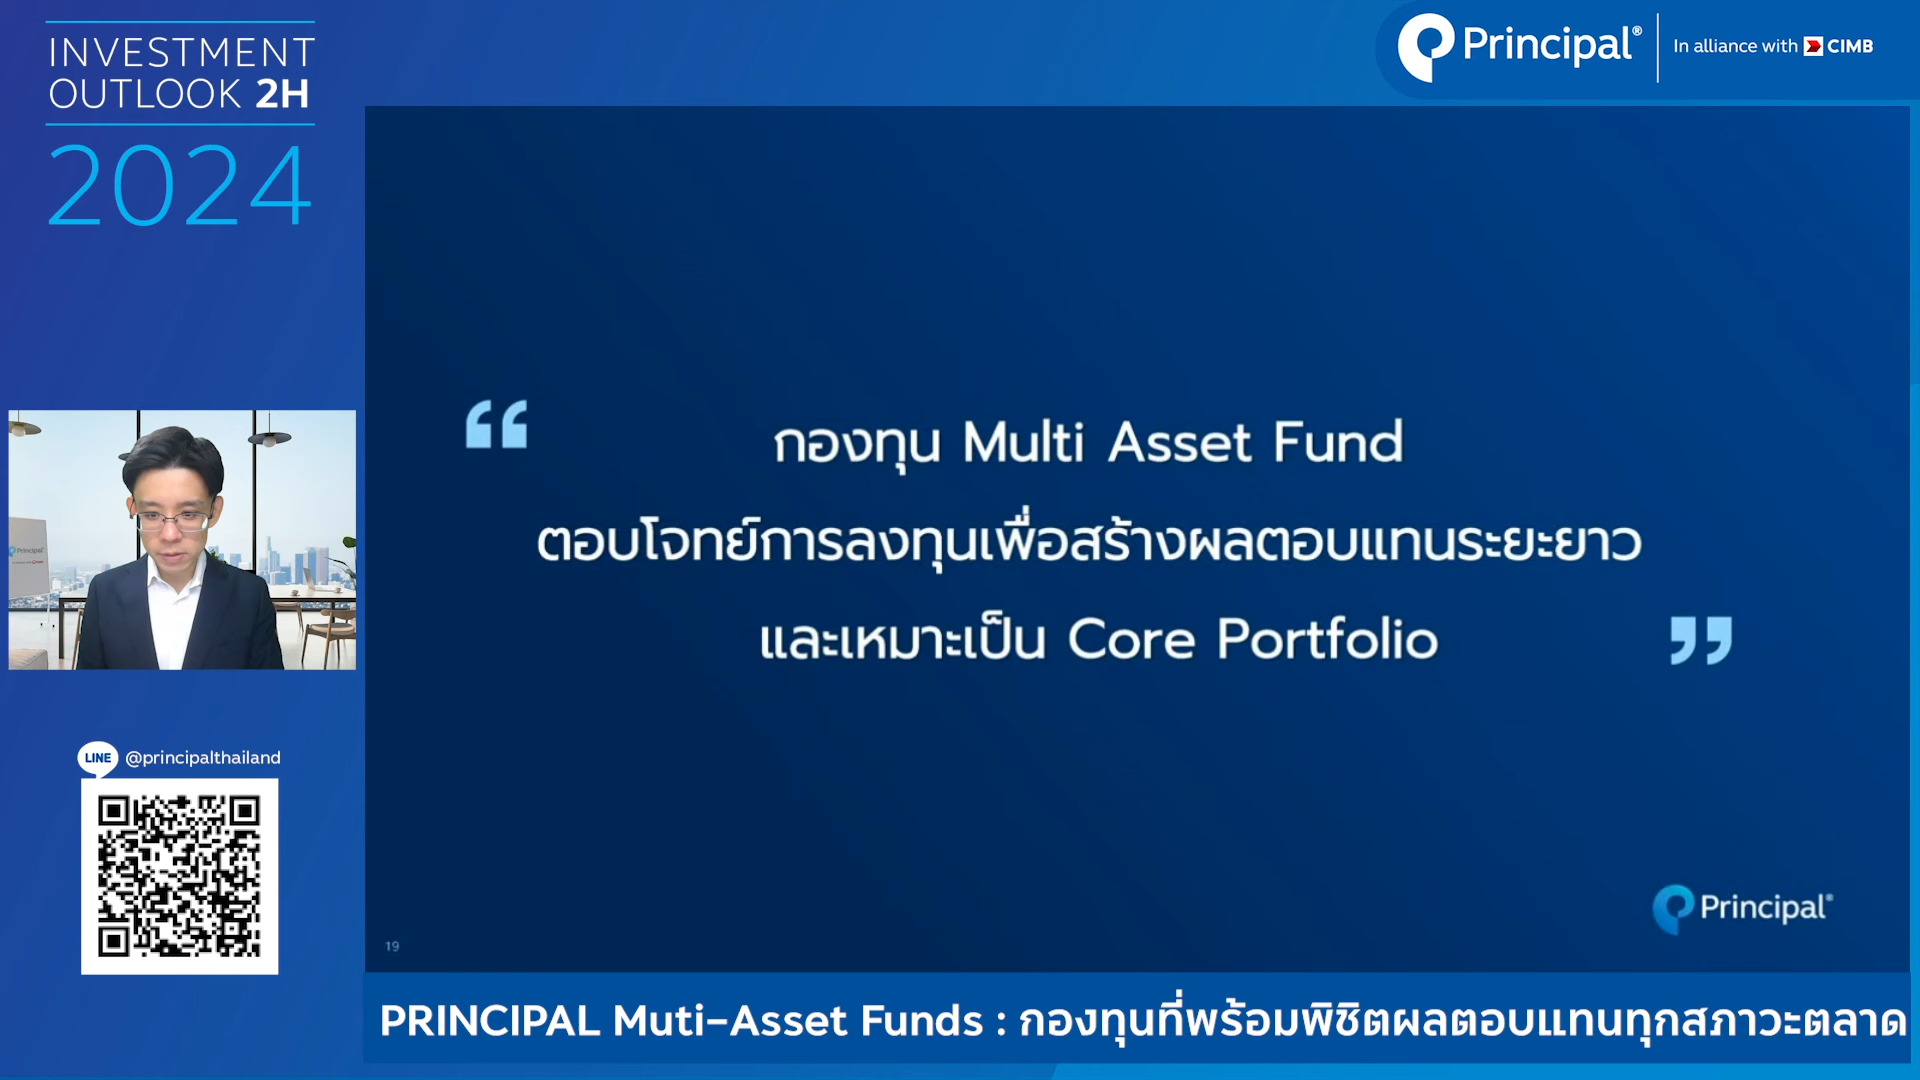 INVESTMENT
OUTLOOK 2H
2024
Principal®
In alliance with CIMB
“ กองทุน Multi Asset Fund
ตอบโจทย์การลงทุนเพื่อสร้างผลตอบแทนระยะยาว
และเหมาะเป็น Core Portfolio ”
Principal
LINE @principalthailand
Principal®
19
PRINCIPAL Muti-Asset Funds : กองทุนที่พร้อมพิชิตผลตอบแทนทุกสภาวะตลาด